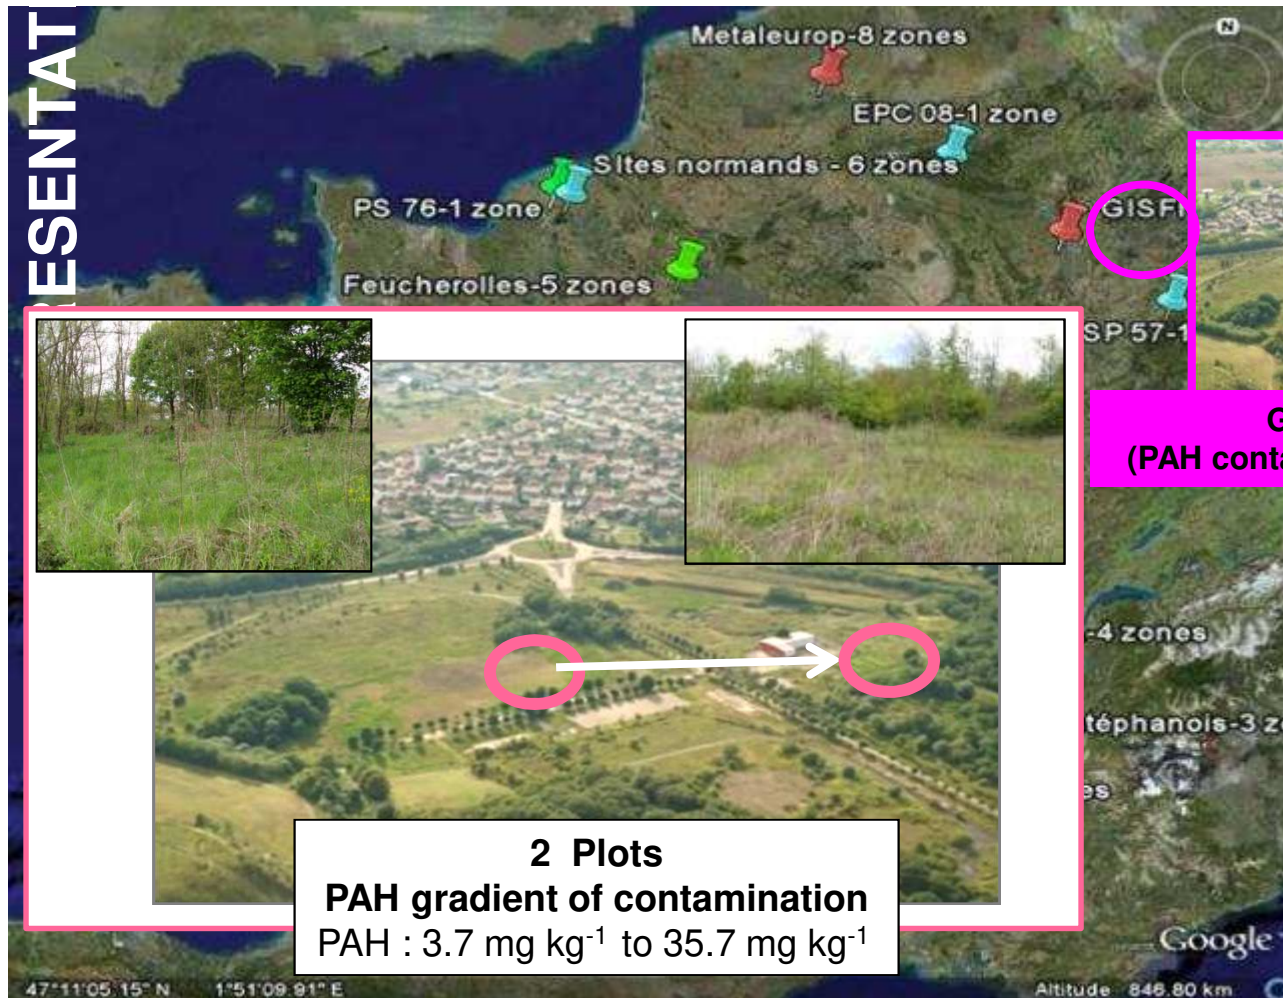 RESENTAT
Metaleurop-8 zones
EPC 08-1 zone
Sites normands - 6 zones
PS 76-1 zone
GISFI
Feucherolles-5 zones
SP 57-1
G
(PAH conta
-4 zones
téphanois-3 z
es
2 Plots
PAH gradient of contamination
PAH : 3.7 mg kg⁻¹ to 35.7 mg kg⁻¹
Google
47°11'05.15" N 1°51'09.91" E
Altitude 846.80 km
N